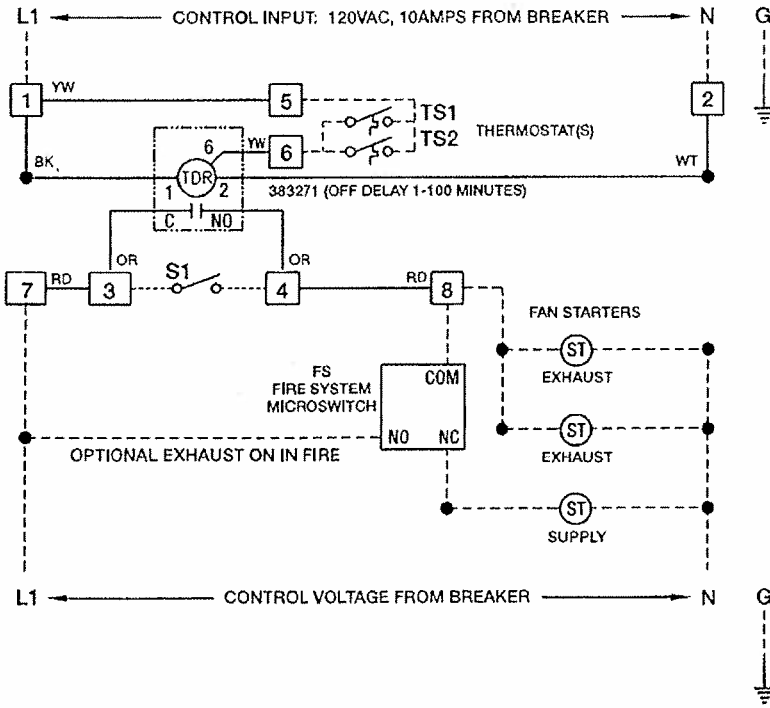 L1 CONTROL INPUT: 120VAC, 10AMPS FROM BREAKER N G
YW
1 5 2
TS1
TS2 THERMOSTAT(S)
6 YW 6
BK WT
TDR
1 2 383271 (OFF DELAY 1-100 MINUTES)
C NO
OR OR
7 RD 3 S1 4 RD 8
FAN STARTERS
ST
EXHAUST
FS
FIRE SYSTEM
MICROSWITCH
COM
NO NC
ST
EXHAUST
OPTIONAL EXHAUST ON IN FIRE
ST
SUPPLY
L1 CONTROL VOLTAGE FROM BREAKER N G